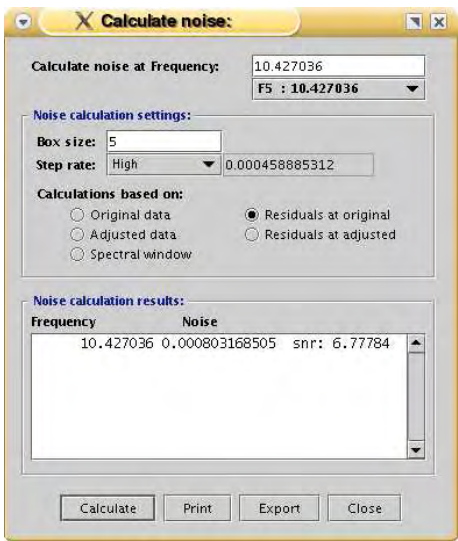 Calculate noise:
Calculate noise at Frequency: 10.427036
F5 : 10.427036
Noise calculation settings:
Box size: 5
Step rate: High 0.000458885312
Calculations based on:
Original data Residuals at original
Adjusted data Residuals at adjusted
Spectral window
Noise calculation results:
Frequency Noise
10.427036 0.000803168505 snr: 6.77784
Calculate Print Export Close